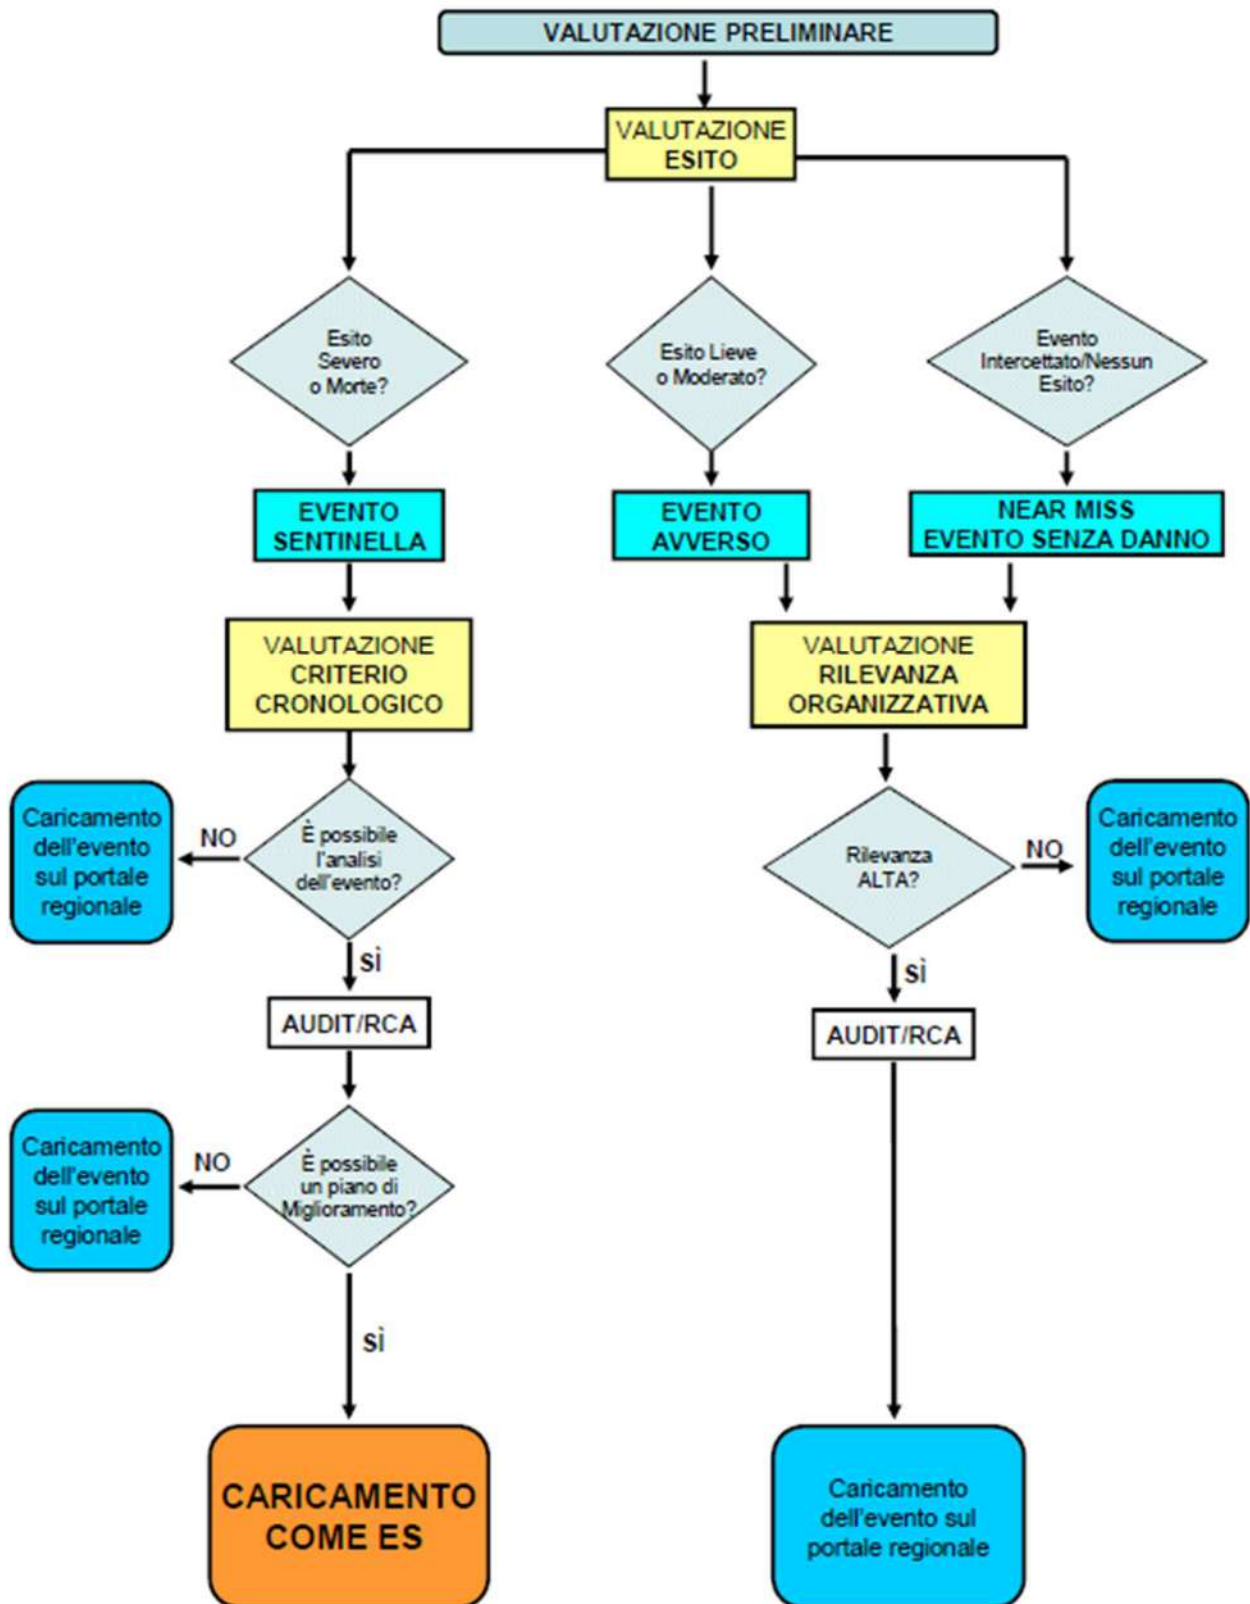 VALUTAZIONE PRELIMINARE
VALUTAZIONE
ESITO
Esito
Severo
o Morte?
Esito Lieve
o Moderato?
Evento
Intercettato/Nessun
Esito?
EVENTO
SENTINELLA
EVENTO
AVVERSO
NEAR MISS
EVENTO SENZA DANNO
VALUTAZIONE
CRITERIO
CRONOLOGICO
VALUTAZIONE
RILEVANZA
ORGANIZZATIVA
Caricamento
dell'evento
sul portale
regionale
NO
È possibile
l'analisi
dell'evento?
Rilevanza
ALTA?
NO
Caricamento
dell'evento
sul portale
regionale
SÌ
SÌ
AUDIT/RCA
AUDIT/RCA
Caricamento
dell'evento
sul portale
regionale
NO
È possibile
un piano di
Miglioramento?
SÌ
CARICAMENTO
COME ES
Caricamento
dell'evento sul
portale regionale